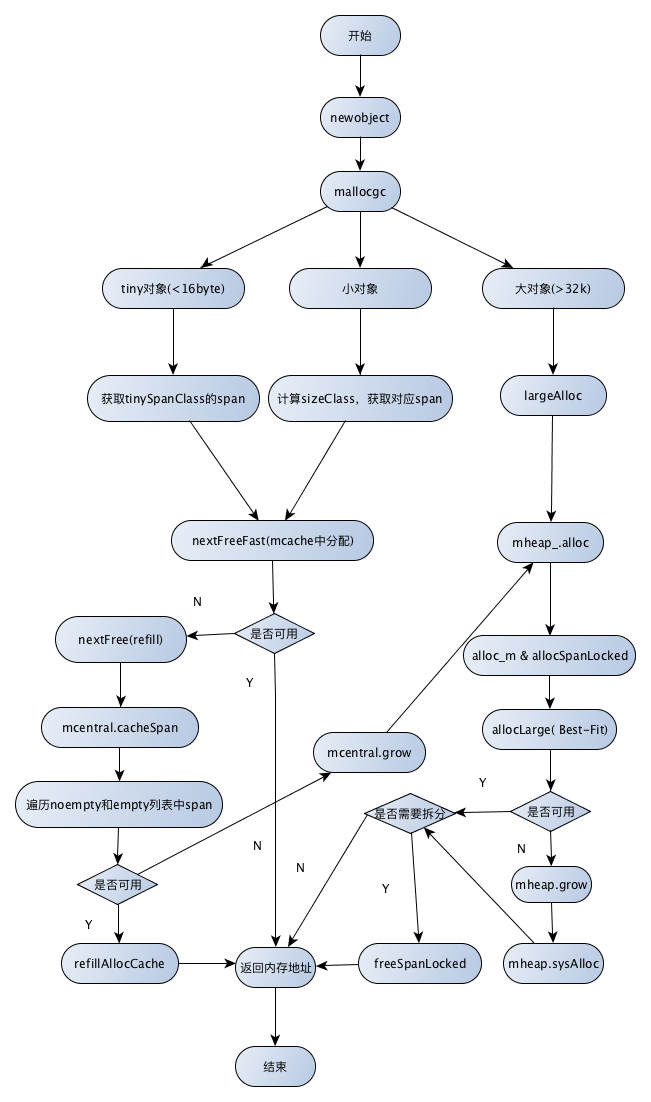 开始
newobject
mallocgc
tiny对象(<16byte)
小对象
大对象(>32k)
获取tinySpanClass的span
计算sizeClass，获取对应span
largeAlloc
nextFreeFast(mcache中分配)
mheap_.alloc
N
nextFree(refill)
是否可用
alloc_m & allocSpanLocked
Y
mcentral.cacheSpan
allocLarge( Best-Fit)
mcentral.grow
Y
遍历noempty和empty列表中span
是否需要拆分
是否可用
N
N
N
是否可用
Y
mheap.grow
Y
refillAllocCache
返回内存地址
freeSpanLocked
mheap.sysAlloc
结束